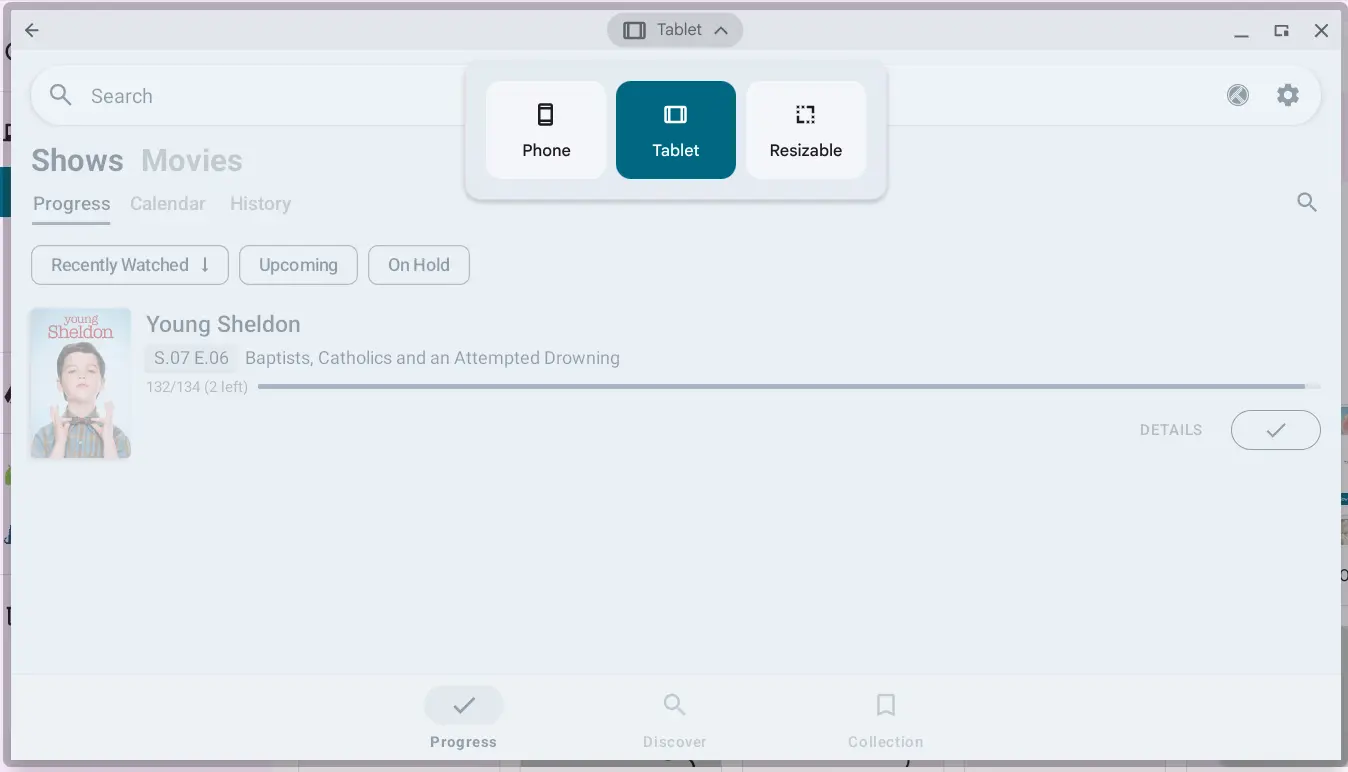 Tablet
Search
Phone
Tablet
Resizable
Shows Movies
Progress Calendar History
Recently Watched ↓ Upcoming On Hold
young
Sheldon
Young Sheldon
S.07 E.06 Baptists, Catholics and an Attempted Drowning
132/134 (2 left)
DETAILS
Progress Discover Collection